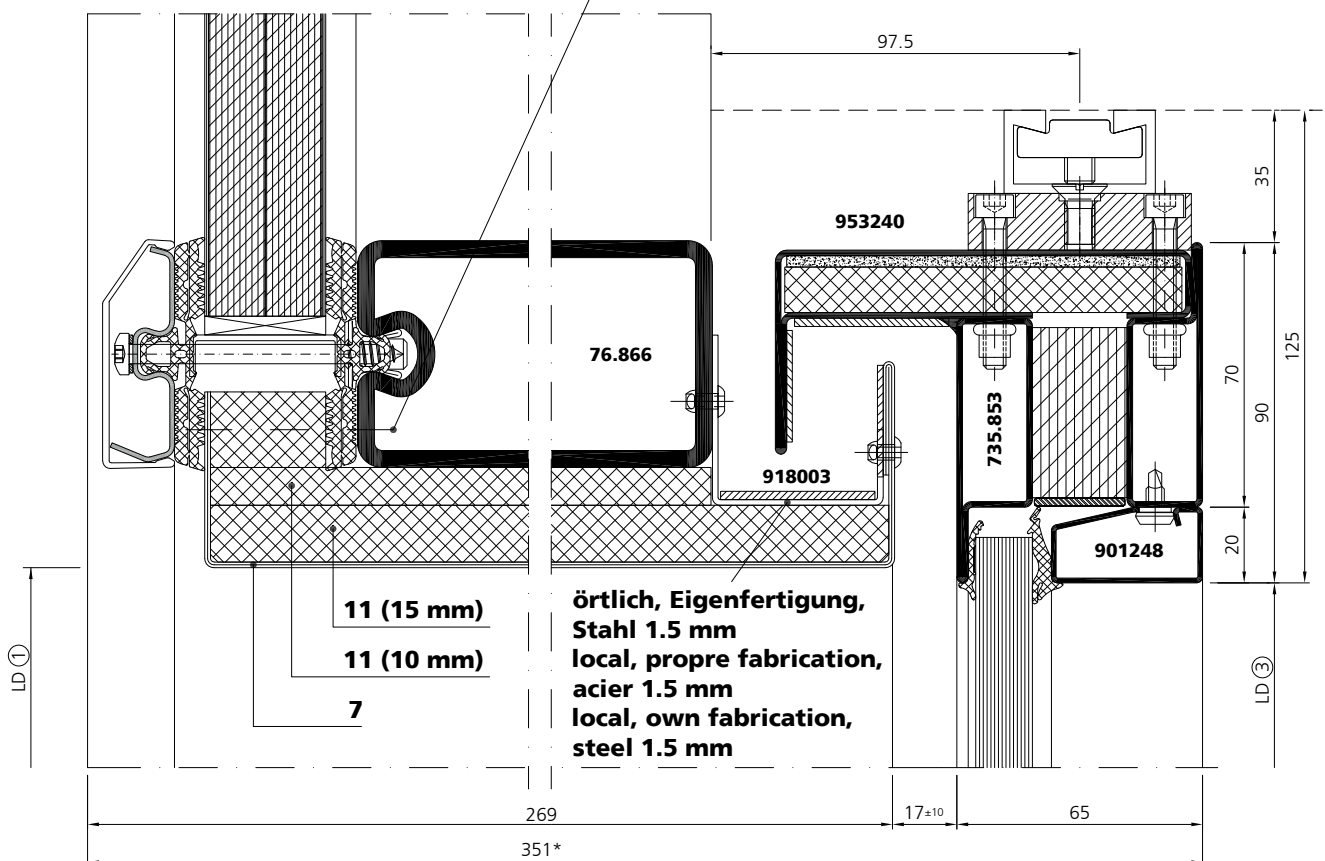 97.5
35
953240
125
76.866
70
90
735.853
918003
20
901248
11 (15 mm)
11 (10 mm)
7
örtlich, Eigenfertigung,
Stahl 1.5 mm
local, propre fabrication,
acier 1.5 mm
local, own fabrication,
steel 1.5 mm
LD ①
LD ③
269
17±10
65
351*